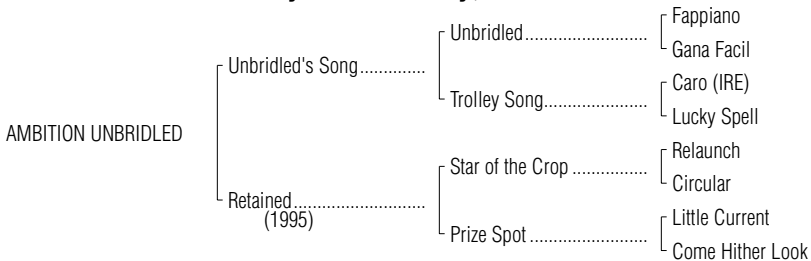 Fappiano
Unbridled
Gana Facil
Unbridled's Song
Caro (IRE)
Trolley Song
Lucky Spell
AMBITION UNBRIDLED
Relaunch
Star of the Crop
Circular
Retained
(1995)
Little Current
Prize Spot
Come Hither Look